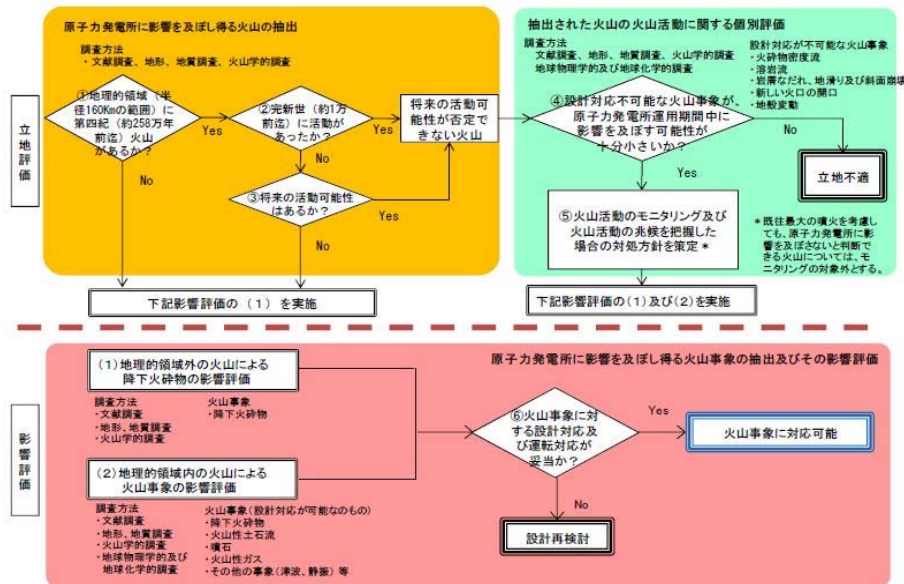 原子力発電所に影響を及ぼし得る火山の抽出
調査方法
・文献調査、地形、地質調査、火山学的調査
立地評価
①地理的領域（半
径160Kmの範囲）に
第四紀（約258万年
前迄）火山
があるか？
Yes
No
②完新世（約1万
前迄）に活動が
あったか？
Yes
No
③将来の活動可能性
はあるか？
Yes
No
将来の活動可
能性が否定で
きない火山
下記影響評価の（1）を実施
抽出された火山の火山活動に関する個別評価
調査方法
文献調査、地形、地質調査、火山学的調査
地球物理学的及び地球化学的調査
設計対応が不可能な火山事象
・火砕物密度流
・溶岩流
・岩層なだれ、地滑り及び斜面崩壊
・新しい火口の開口
・地殻変動
④設計対応不可能な火山事象が、
原子力発電所運用期間中に
影響を及ぼす可能性が
十分小さいか？
No
Yes
立地不適
⑤火山活動のモニタリング及び
火山活動の兆候を把握した
場合の対処方針を策定＊
＊既往最大の噴火を考慮し
ても、原子力発電所に影
響を及ぼさないと判断で
きる火山については、モ
ニタリングの対象外とする。
下記影響評価の(1)及び(2)を実施
影響評価
原子力発電所に影響を及ぼし得る火山事象の抽出及びその影響評価
(1)地理的領域外の火山による
降下火砕物の影響評価
調査方法
・文献調査
・地形、地質調査
・火山学的調査
火山事象
・降下火砕物
(2)地理的領域内の火山による
火山事象の影響評価
調査方法
・文献調査
・地形、地質調査
・火山学的調査
・地球物理学的及び
地球化学的調査
火山事象（設計対応が可能なのもの）
・降下火砕物
・火山性土石流
・噴石
・火山性ガス
・その他の事象（津波、静振）等
⑥火山事象に対
する設計対応及
び運転対応が
妥当か？
Yes
火山事象に対応可能
No
設計再検討